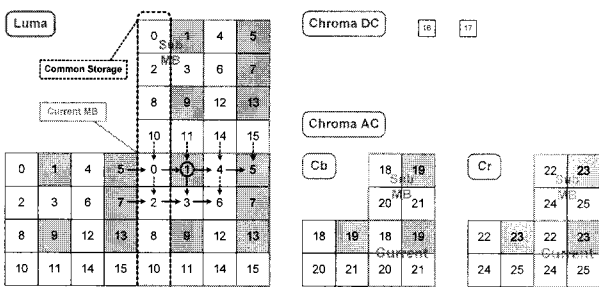 Luma
Chroma DC
16 17
0 1 4 5
Sub
MB
Common Storage
2 3 6 7
8 9 12 13
Current MB
10 11 14 15
Chroma AC
0 1 4 5 0 1 4 5
2 3 6 7 2 3 6 7
8 9 12 13 8 9 12 13
10 11 14 15 10 11 14 15
Cb
18 19
Sub
MB
20 21
18 19 18 19
Current
20 21 20 21
Cr
22 23
Sub
MB
24 25
22 23 22 23
Current
24 25 24 25